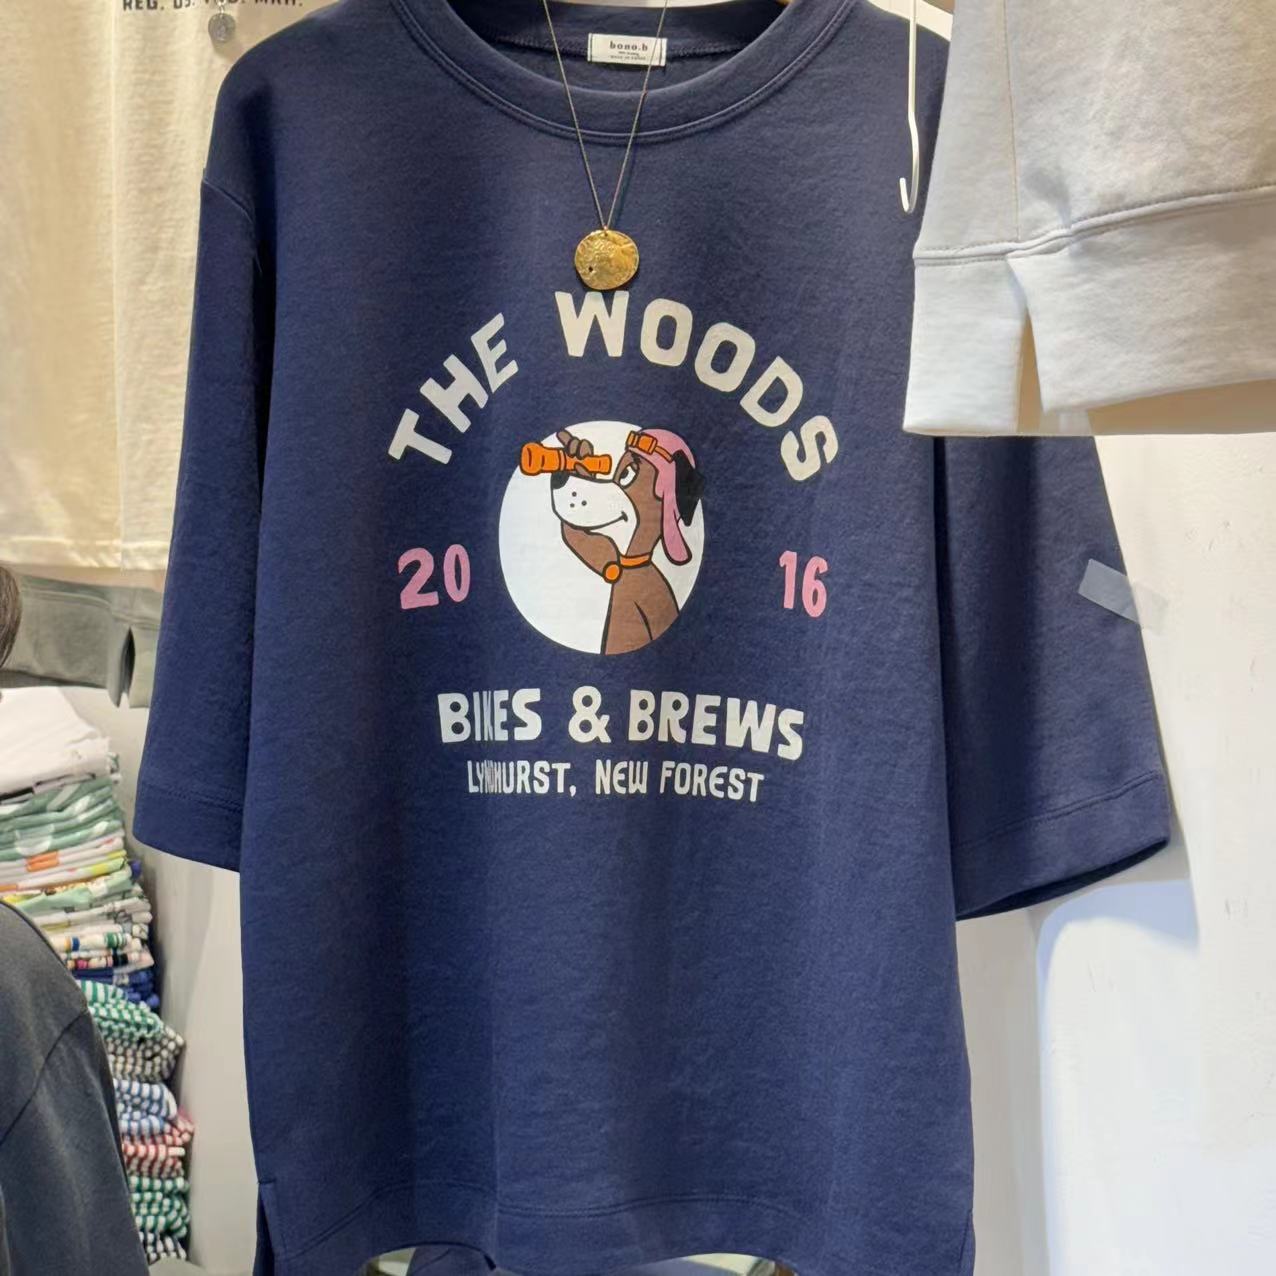 bono.b
THE WOODS
20 16
BIKES & BREWS
LYNDHURST, NEW FOREST